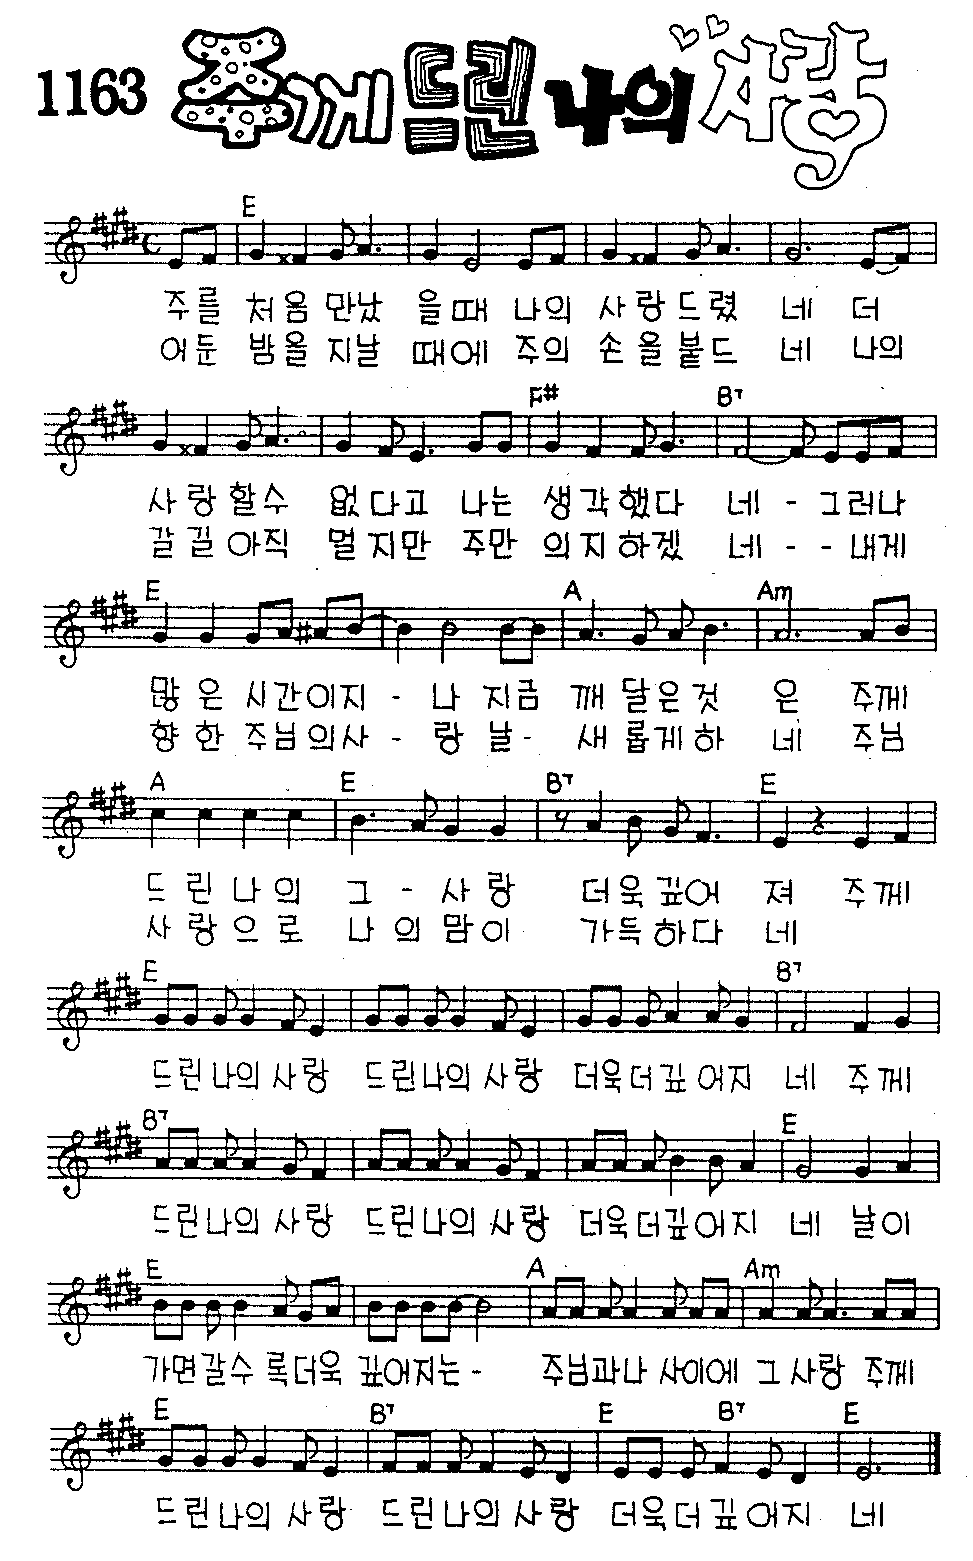 1163 주께 드린 나의 사랑
E
주를 처음 만났 을때 나의 사랑드렸 네 더
어둔 밤을지날 때에 주의 손을붙드 네 나의
F# B7
사랑할수 없다고 나는 생각했다 네 - 그러나
갈길아직 멀지만 주만 의지하겠 네 - - 내게
E A Am
많은 시간이지 - 나 지금 깨달은것 은 주께
향한 주님의사 - 랑 날 - 새롭게하 네 주님
A E B7 E
드린나의 그 - 사랑 더욱깊어 져 주께
사랑으로 나의맘이 가득하다 네
E B7
드린나의사랑 드린나의사랑 더욱더깊어지 네 주께
B7 E
드린나의 사랑 드린나의사랑 더욱더깊어지 네 날이
E A Am
가면갈수록더욱 깊어지는- 주님과나 사이에 그사랑 주께
E B7 E B7 E
드린나의 사랑 드린나의사랑 더욱더깊어지 네